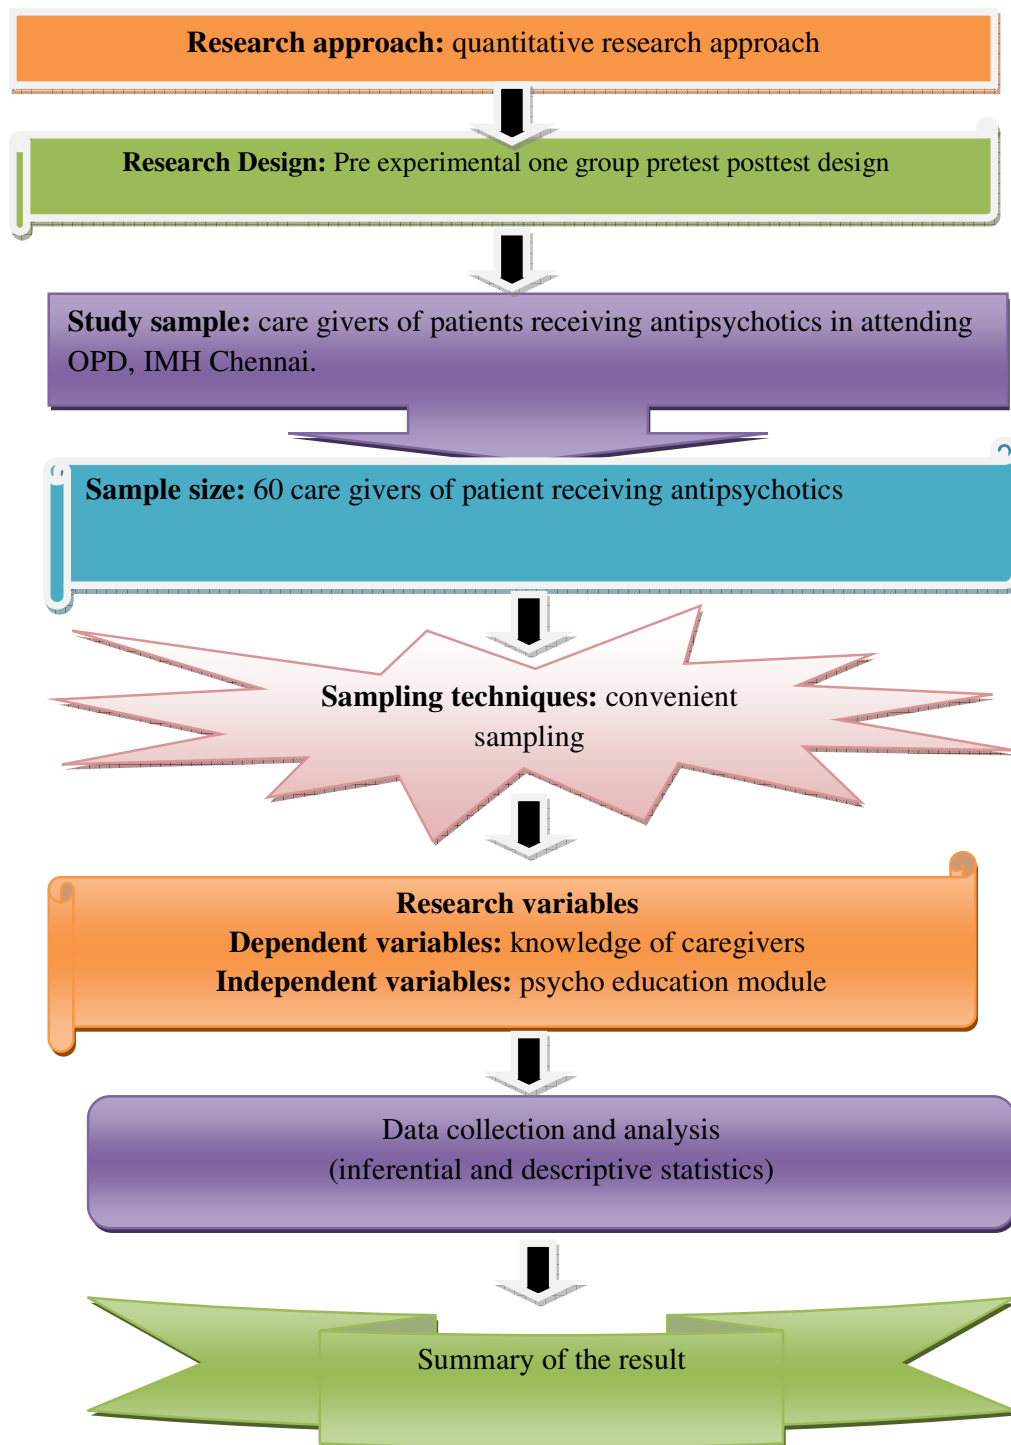 Research approach: quantitative research approach
Research Design: Pre experimental one group pretest posttest design
Study sample: care givers of patients receiving antipsychotics in attending
OPD, IMH Chennai.
Sample size: 60 care givers of patient receiving antipsychotics
Sampling techniques: convenient
sampling
Research variables
Dependent variables: knowledge of caregivers
Independent variables: psycho education module
Data collection and analysis
(inferential and descriptive statistics)
Summary of the result